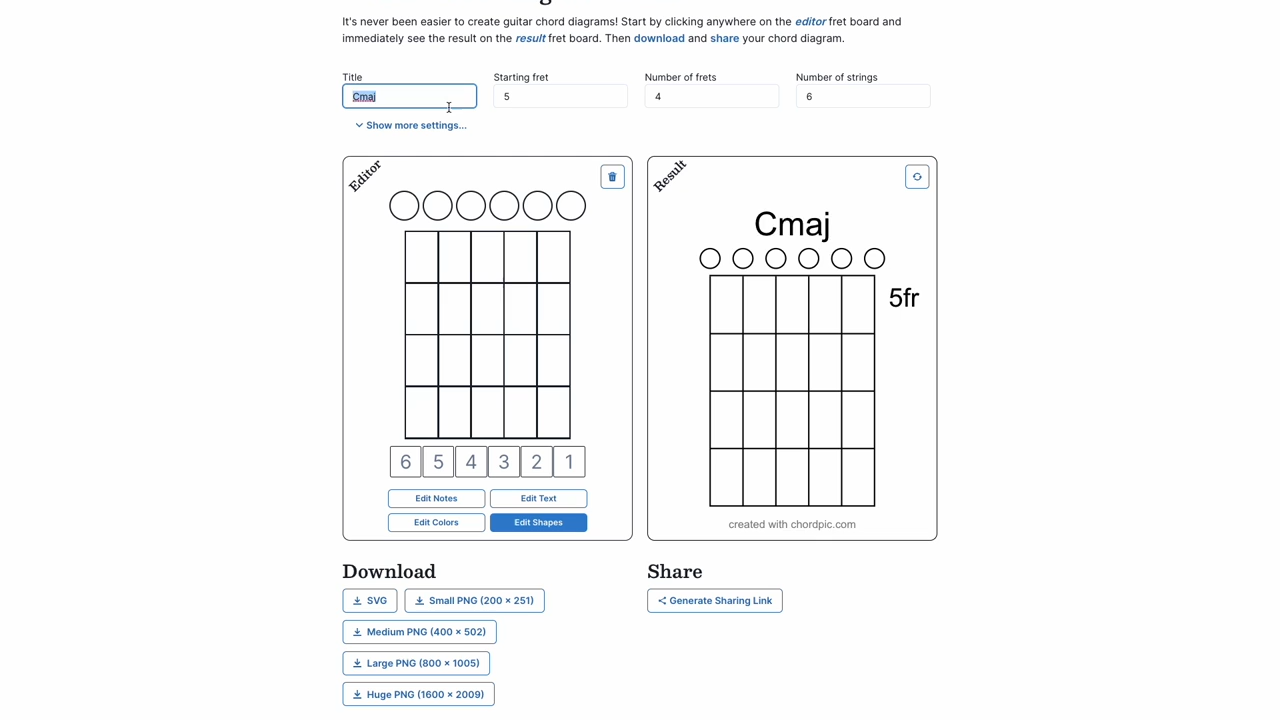 It's never been easier to create guitar chord diagrams! Start by clicking anywhere on the editor fret board and
immediately see the result on the result fret board. Then download and share your chord diagram.
Title
Starting fret
Number of frets
Number of strings
Cmaj
5
4
6
Show more settings...
Editor
Result
Cmaj
5fr
6 5 4 3 2 1
Edit Notes
Edit Text
Edit Colors
Edit Shapes
created with chordpic.com
Download
Share
SVG
Small PNG (200 × 251)
Generate Sharing Link
Medium PNG (400 × 502)
Large PNG (800 × 1005)
Huge PNG (1600 × 2009)